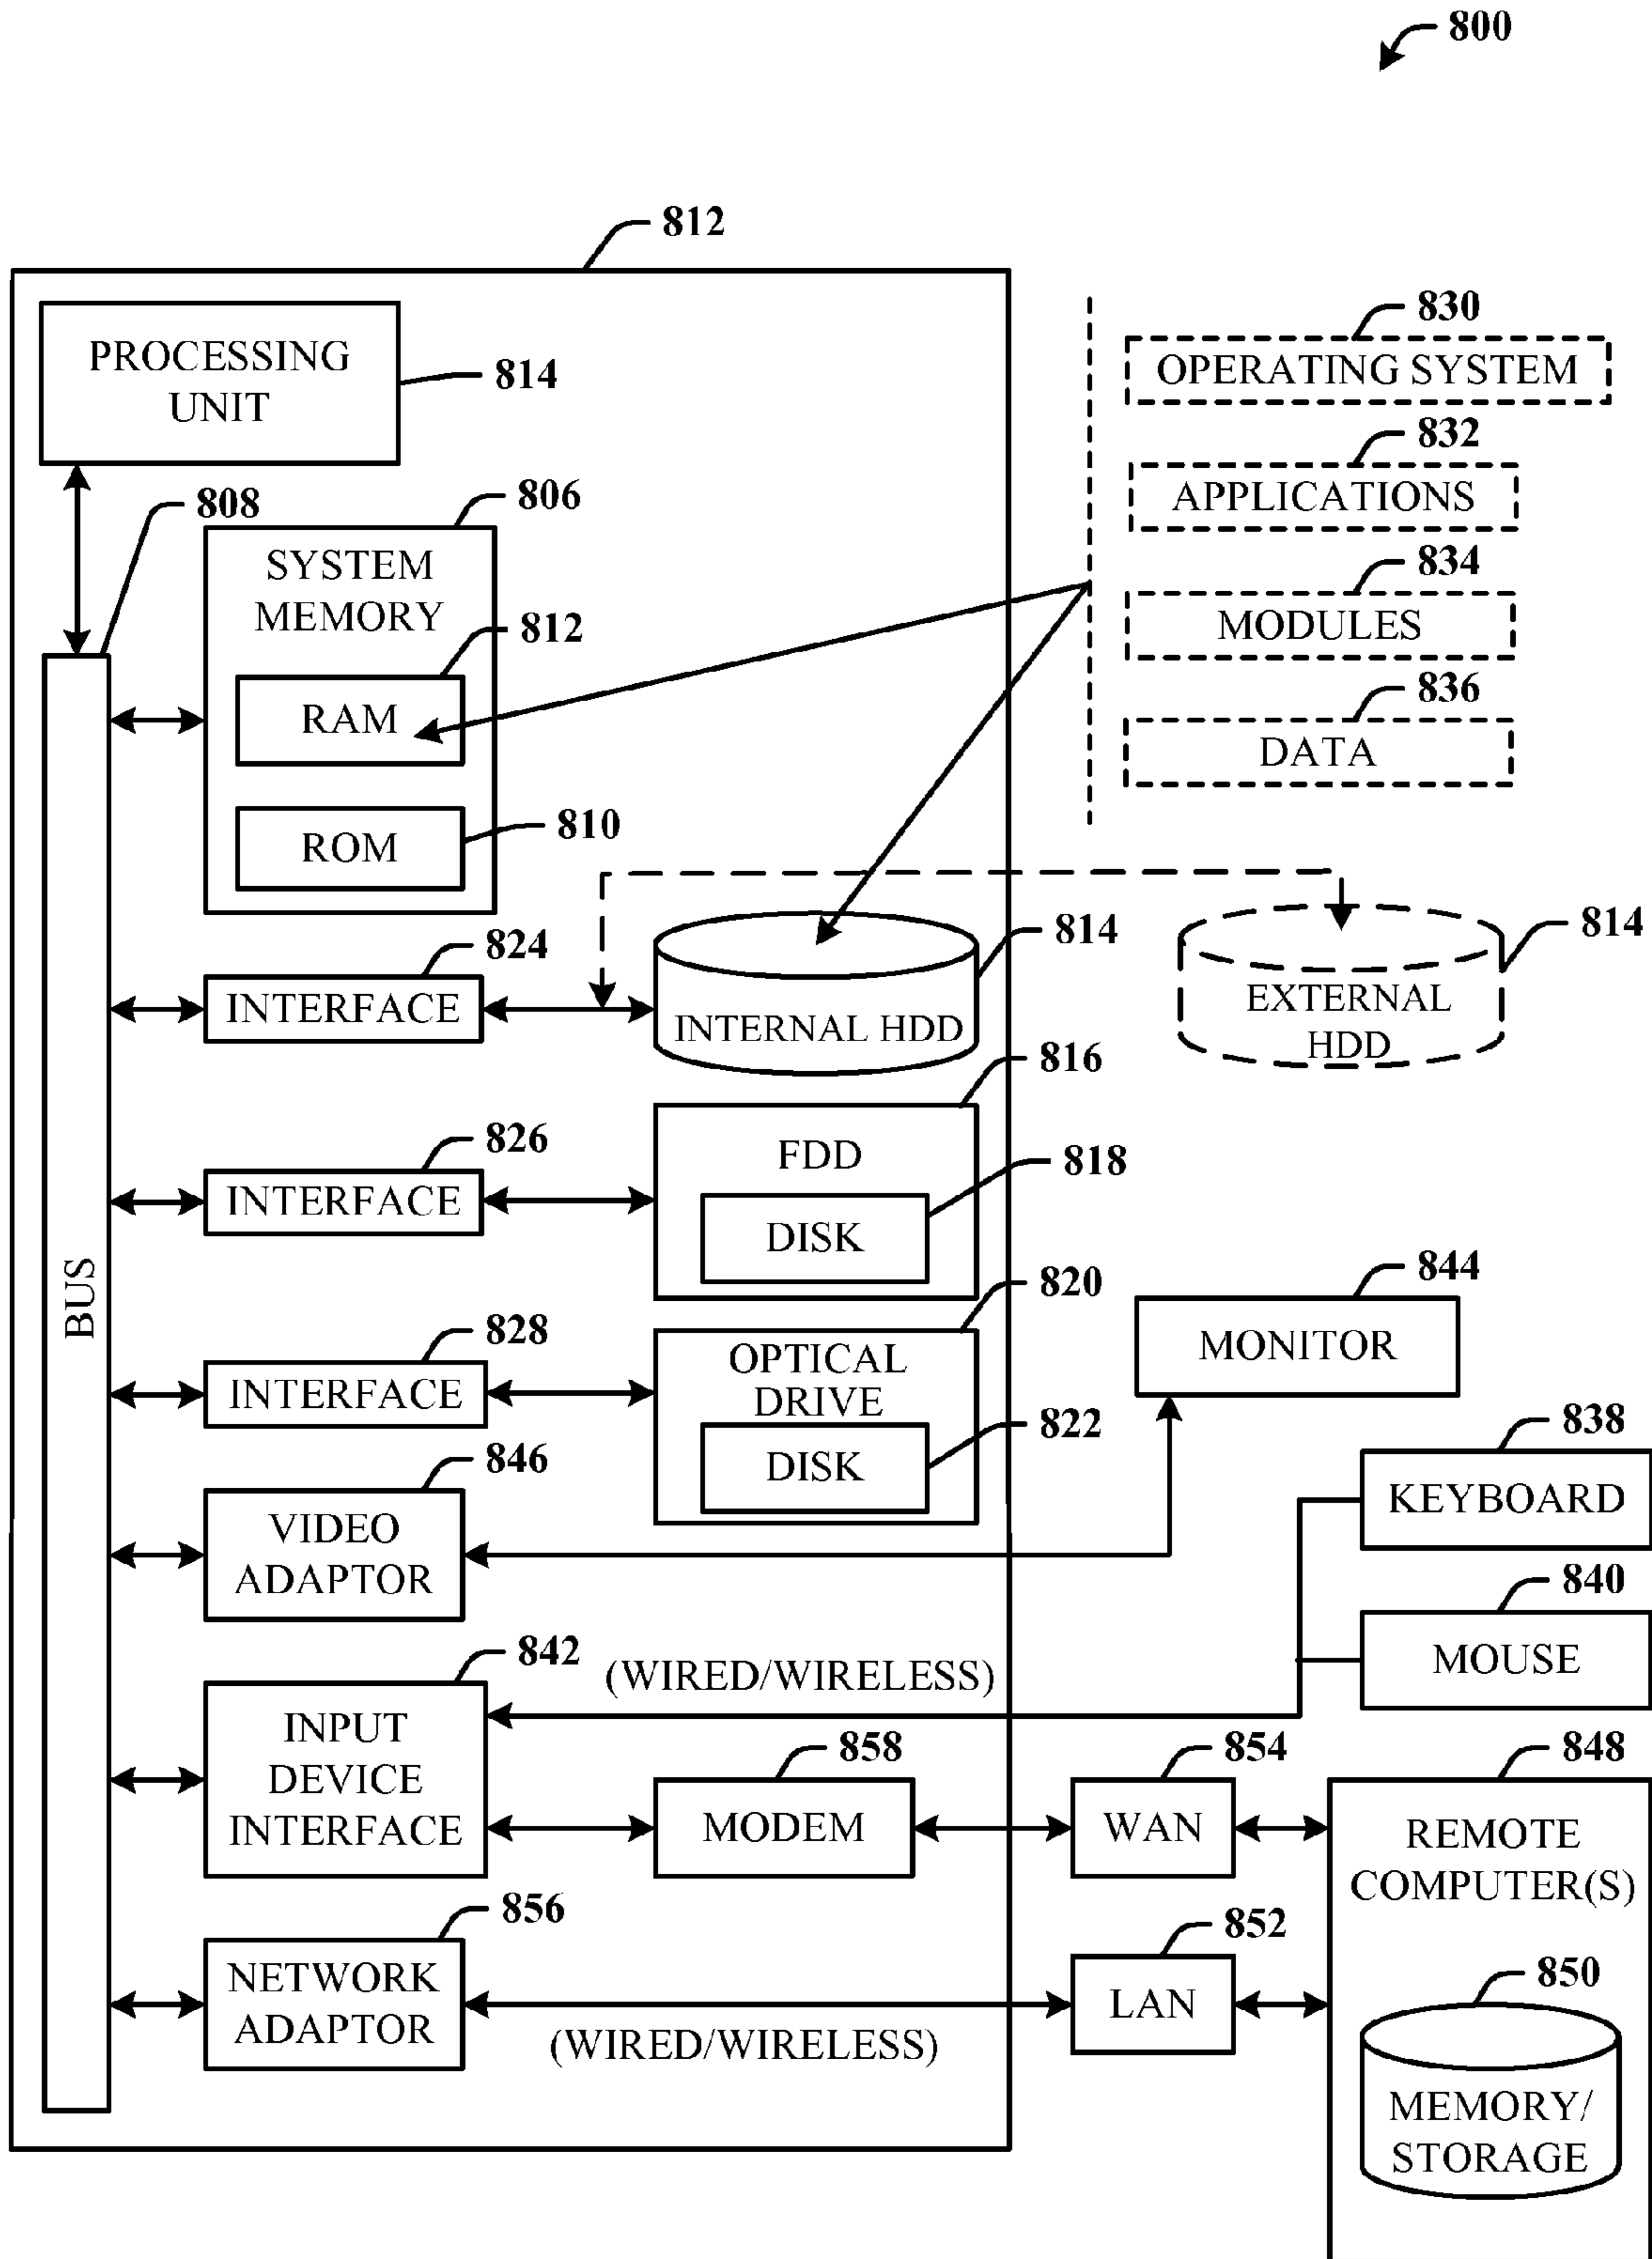 800
812
PROCESSING
UNIT
814
808
806
SYSTEM
MEMORY
812
RAM
ROM
810
830
OPERATING SYSTEM
832
APPLICATIONS
834
MODULES
836
DATA
824
INTERFACE
INTERNAL HDD
814
EXTERNAL
HDD
814
826
INTERFACE
816
FDD
818
DISK
BUS
828
INTERFACE
820
OPTICAL
DRIVE
822
DISK
844
MONITOR
846
VIDEO
ADAPTOR
838
KEYBOARD
840
MOUSE
842
INPUT
DEVICE
INTERFACE
(WIRED/WIRELESS)
858
MODEM
854
WAN
848
REMOTE
COMPUTER(S)
856
NETWORK
ADAPTOR
(WIRED/WIRELESS)
852
LAN
850
MEMORY/
STORAGE